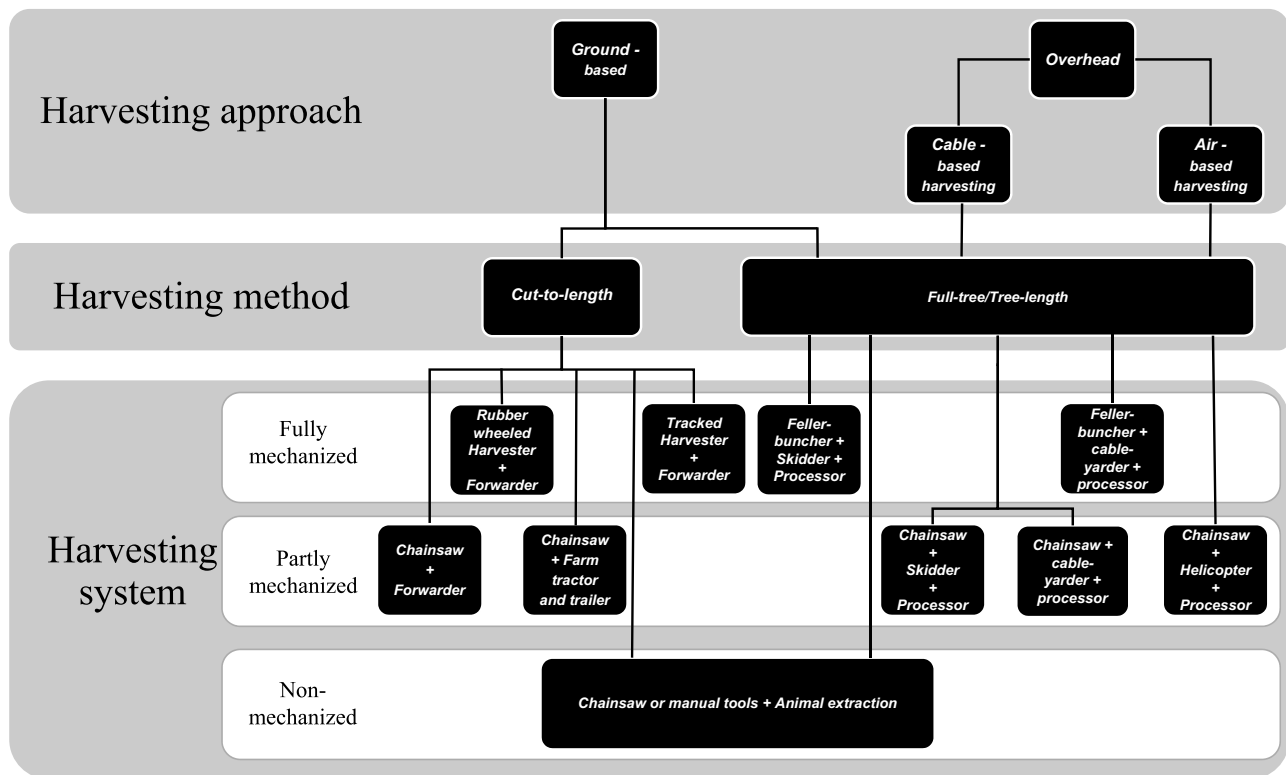 Harvesting approach
Ground -
based
Overhead
Cable -
based
harvesting
Air -
based
harvesting
Harvesting method
Cut-to-length
Full-tree/Tree-length
Harvesting
system
Fully
mechanized
Rubber
wheeled
Harvester
+
Forwarder
Tracked
Harvester
+
Forwarder
Feller-
buncher +
Skidder +
Processor
Feller-
buncher +
cable-
yarder +
processor
Partly
mechanized
Chainsaw
+
Forwarder
Chainsaw
+ Farm
tractor
and trailer
Chainsaw
+
Skidder
+
Processor
Chainsaw +
cable-
yarder +
processor
Chainsaw
+
Helicopter
+
Processor
Non-
mechanized
Chainsaw or manual tools + Animal extraction